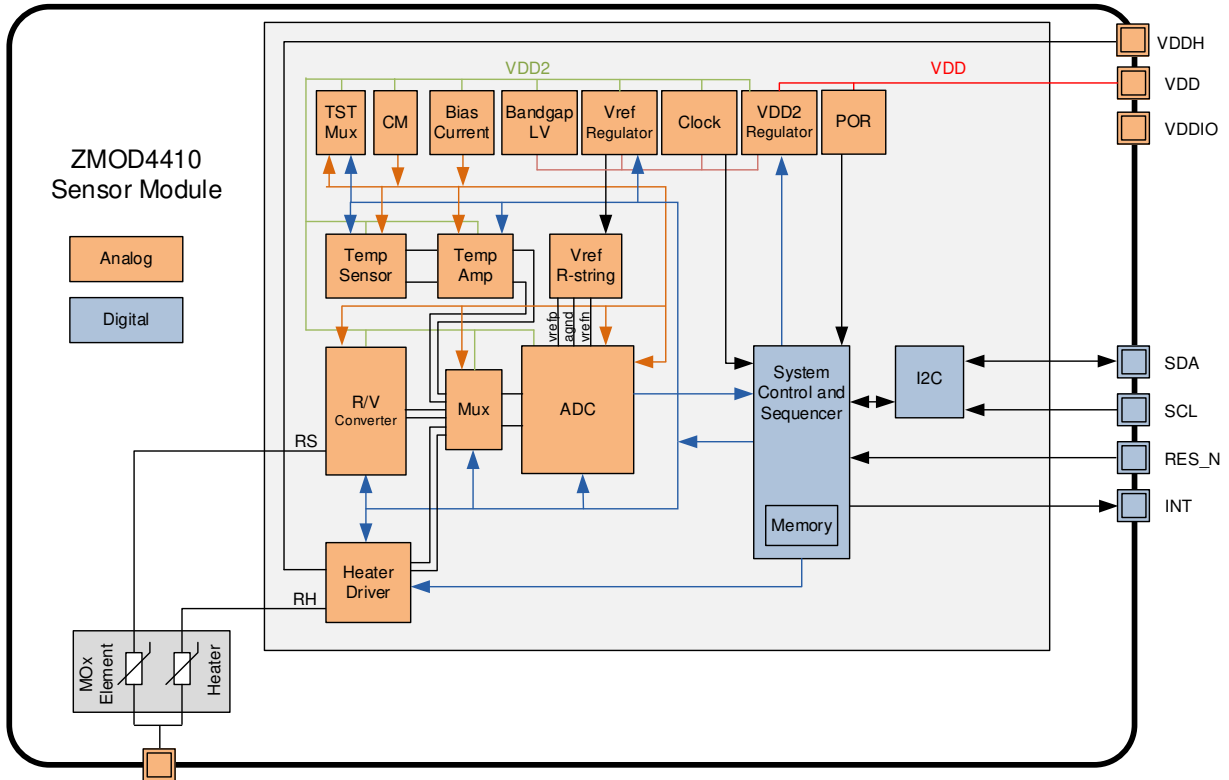 VDDH
VDD2
VDD
VDD
TST
Mux
CM
Bias
Current
Bandgap
LV
Vref
Regulator
Clock
VDD2
Regulator
POR
VDDIO
ZMOD4410
Sensor Module
Analog
Digital
Temp
Sensor
Temp
Amp
Vref
R-string
vrefp
agnd
vrefn
R/V
Converter
Mux
ADC
System
Control and
Sequencer
Memory
I2C
SDA
SCL
RES_N
INT
RS
Heater
Driver
RH
MOx
Element
Heater